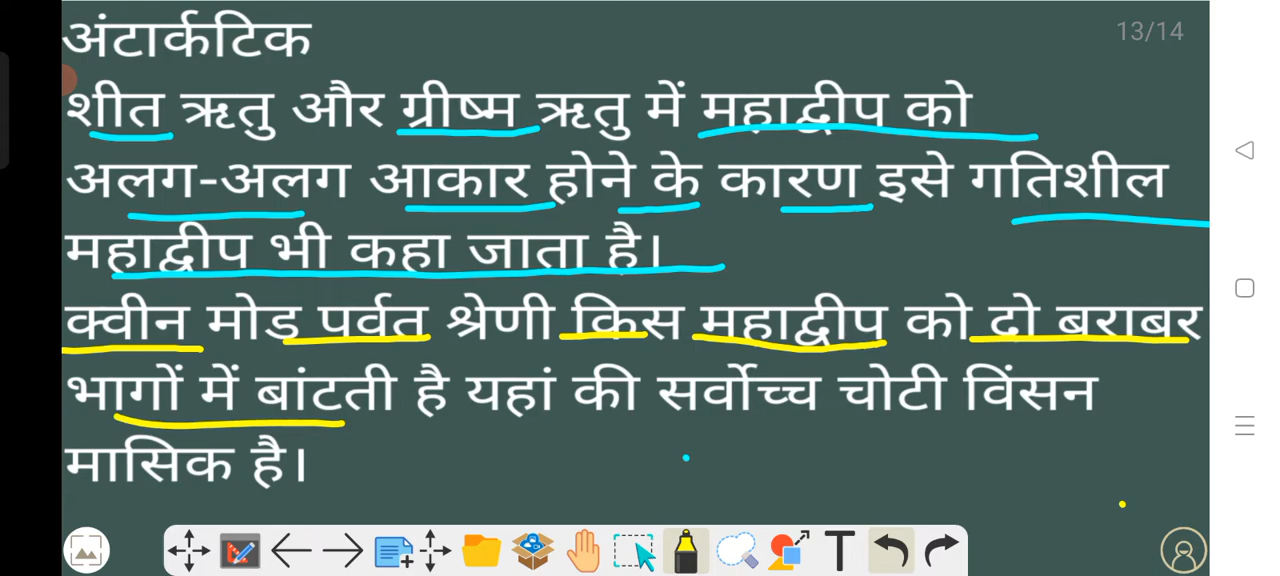 13/14
अंटार्कटिक
शीत ऋतु और ग्रीष्म ऋतु में महाद्वीप को
अलग-अलग आकार होने के कारण इसे गतिशील
महाद्वीप भी कहा जाता है।
क्वीन मोड पर्वत श्रेणी किस महाद्वीप को दो बराबर
भागों में बांटती है यहां की सर्वोच्च चोटी विंसन
मासिक है।
T